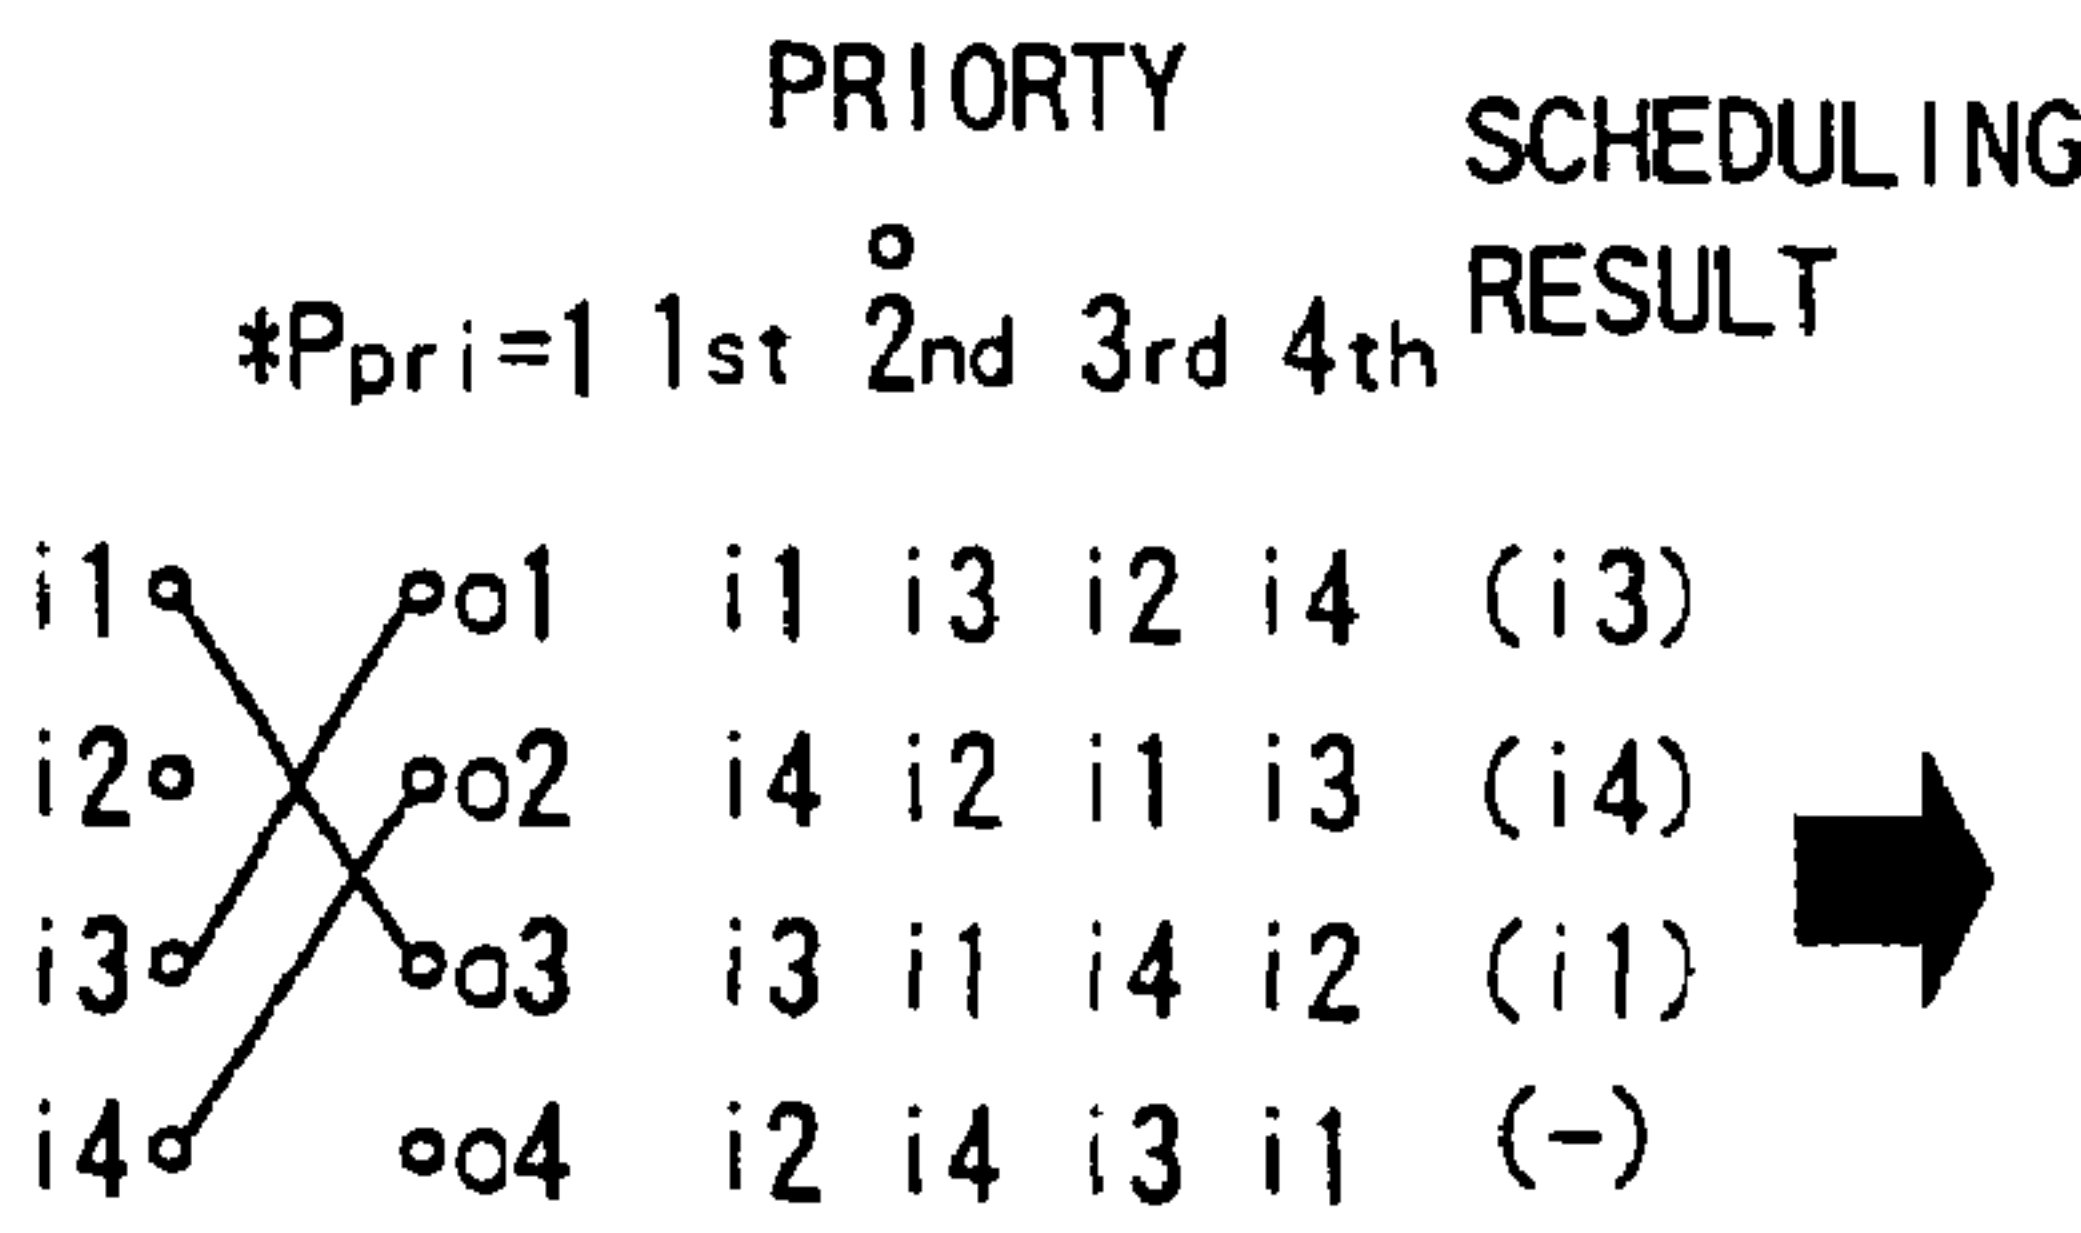 PRIORTY
SCHEDULING
RESULT
*Ppri=1 1st 2nd 3rd 4th
i1 o1 i1 i3 i2 i4 (i3)
i2 o2 i4 i2 i1 i3 (i4)
i3 o3 i3 i1 i4 i2 (i1)
i4 o4 i2 i4 i3 i1 (-)